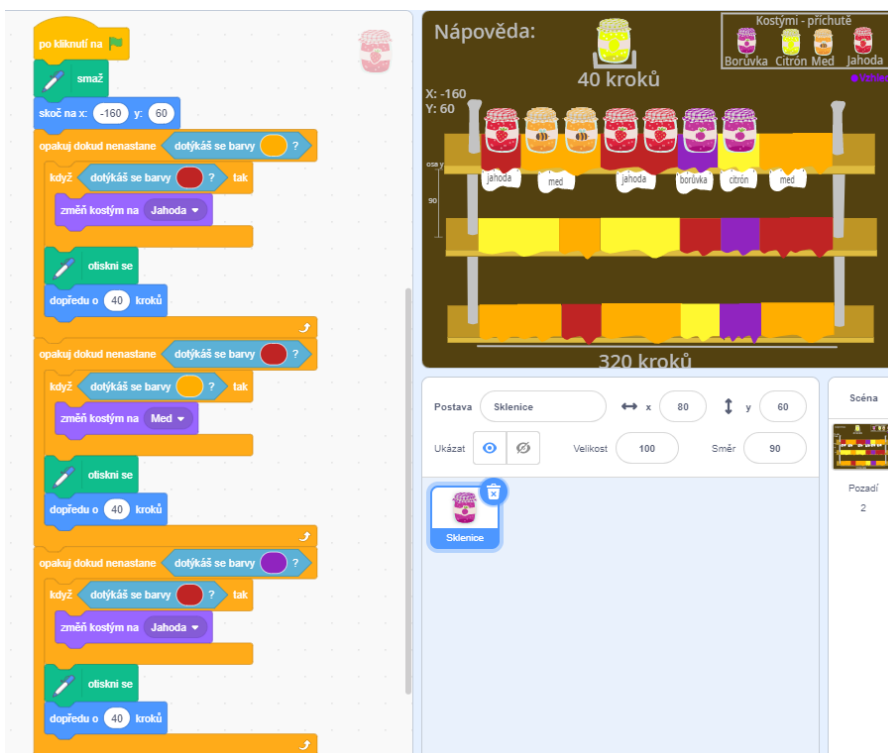 po kliknutí na
smaž
skoč na x: -160 y: 60
opakuj dokud nenastane dotýkáš se barvy ?
když dotýkáš se barvy ? tak
změň kostým na Jahoda
otiskni se
dopředu o 40 kroků
opakuj dokud nenastane dotýkáš se barvy ?
když dotýkáš se barvy ? tak
změň kostým na Med
otiskni se
dopředu o 40 kroků
opakuj dokud nenastane dotýkáš se barvy ?
když dotýkáš se barvy ? tak
změň kostým na Jahoda
otiskni se
dopředu o 40 kroků
Nápověda:
40 kroků
Kostými - příchutě
Borůvka Citrón Med Jahoda
X: -160
Y: 60
osa y
90
jahoda med jahoda borůvka citrón med
320 kroků
Postava Sklenice x 80 y 60
Ukázat Velikost 100 Směr 90
Sklenice
Scéna
Pozadí
2